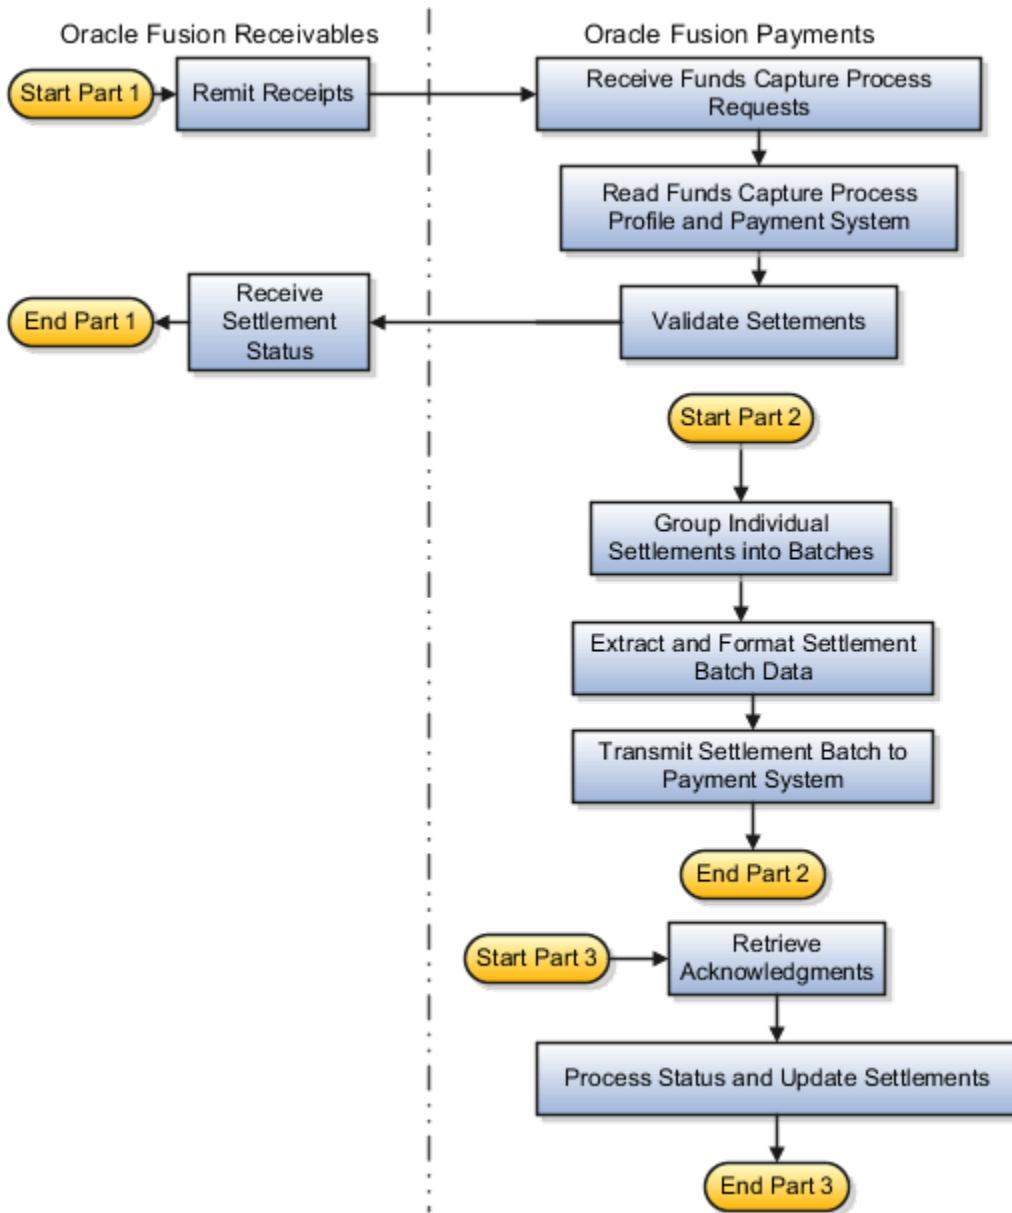 Oracle Fusion Receivables
Oracle Fusion Payments
Start Part 1
Remit Receipts
Receive Funds Capture Process
Requests
Read Funds Capture Process
Profile and Payment System
Validate Settements
Receive
Settlement
Status
End Part 1
Start Part 2
Group Individual
Settlements into Batches
Extract and Format Settlement
Batch Data
Transmit Settlement Batch to
Payment System
End Part 2
Start Part 3
Retrieve
Acknowledgments
Process Status and Update Settlements
End Part 3